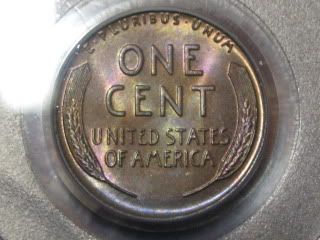 E·PLURIBUS·UNUM
ONE
CENT
UNITED STATES
OF AMERICA